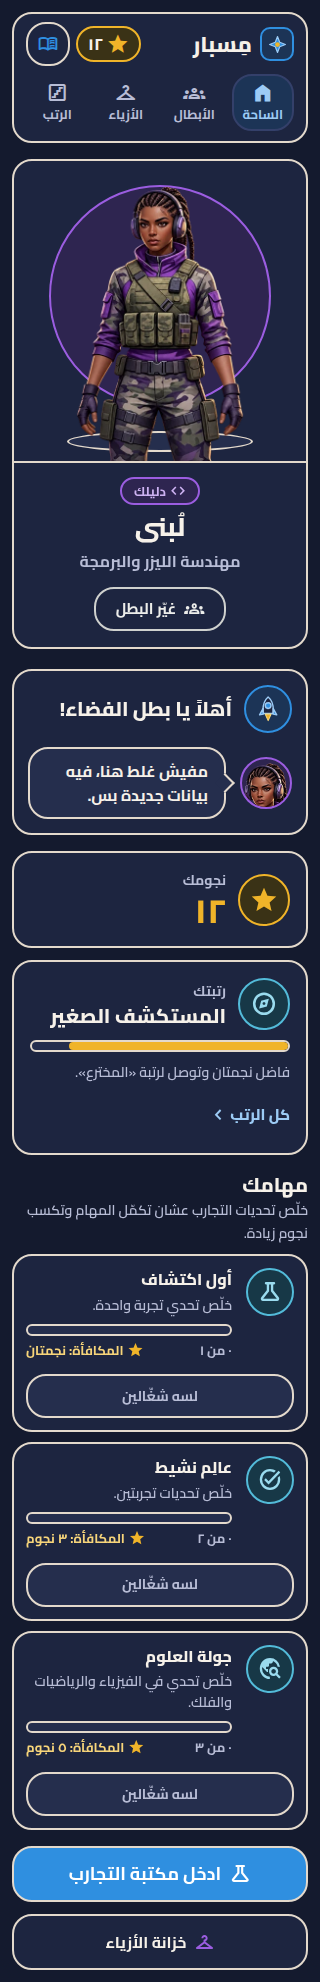 مِسبار
١٢
الساحة
الأبطال
الأزياء
الرتب
دليلك
لُبنى
مهندسة الليزر والبرمجة
غيّر البطل
أهلاً يا بطل الفضاء!
مفيش غلط هنا، فيه
بيانات جديدة بس.
نجومك
١٢
رتبتك
المستكشف الصغير
فاضل نجمتان وتوصل لرتبة «المخترع».
كل الرتب
مهامك
خلّص تحديات التجارب عشان تكمّل المهام وتكسب
نجوم زيادة.
أول اكتشاف
خلّص تحدي تجربة واحدة.
٠ من ١
المكافأة: نجمتان
لسه شغّالين
عالِم نشيط
خلّص تحديات تجربتين.
٠ من ٢
المكافأة: ٣ نجوم
لسه شغّالين
جولة العلوم
خلّص تحدي في الفيزياء والرياضيات
والفلك.
٠ من ٣
المكافأة: ٥ نجوم
لسه شغّالين
ادخل مكتبة التجارب
خزانة الأزياء